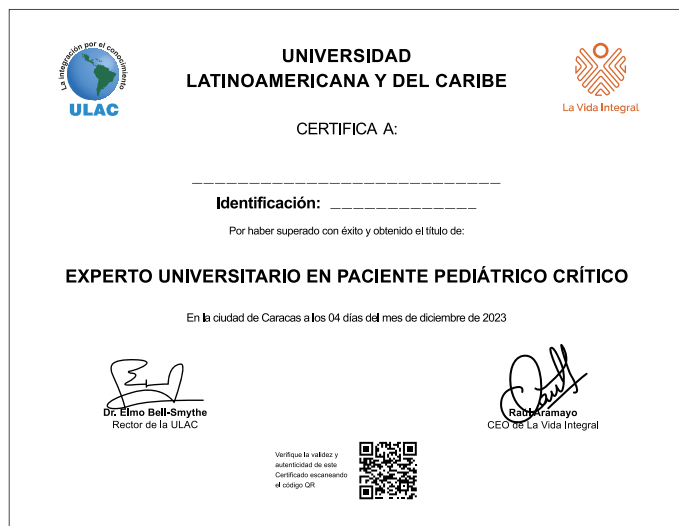 La integración por el conocimiento
ULAC
UNIVERSIDAD
LATINOAMERICANA Y DEL CARIBE
La Vida Integral
CERTIFICA A:
Identificación:
Por haber superado con éxito y obtenido el título de:
EXPERTO UNIVERSITARIO EN PACIENTE PEDIÁTRICO CRÍTICO
En la ciudad de Caracas a los 04 días del mes de diciembre de 2023
Dr. Elmo Bell-Smythe
Rector de la ULAC
Raúl Aramayo
CEO de La Vida Integral
Verifique la validez y
autenticidad de este
Certificado escaneando
el código QR